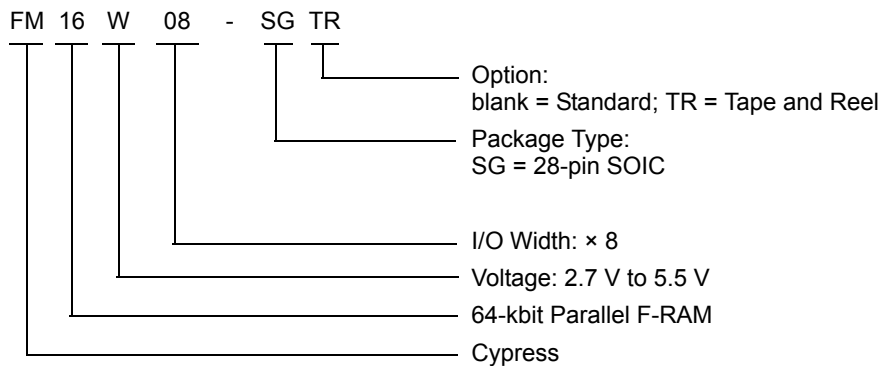 FM 16 W 08 - SG TR
Option:
blank = Standard; TR = Tape and Reel
Package Type:
SG = 28-pin SOIC
I/O Width: × 8
Voltage: 2.7 V to 5.5 V
64-kbit Parallel F-RAM
Cypress